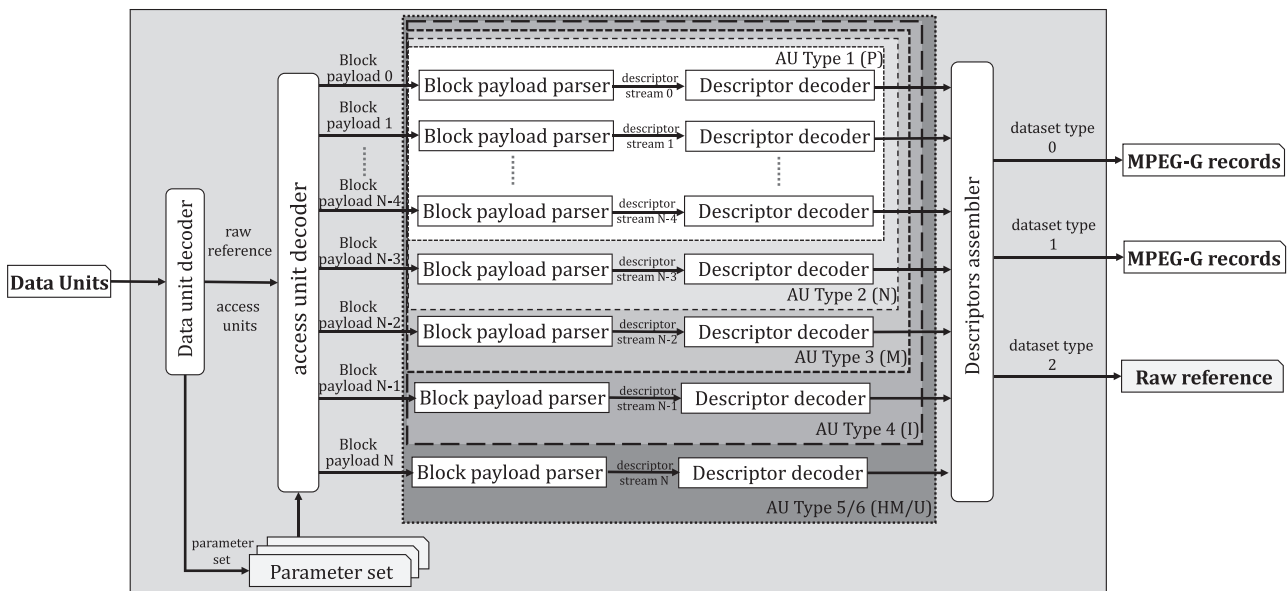 Data Units
Data unit decoder
raw
reference
access
units
parameter
set
Parameter set
access unit decoder
Block
payload 0
Block payload parser
descriptor
stream 0
Descriptor decoder
AU Type 1 (P)
Block
payload 1
Block payload parser
descriptor
stream 1
Descriptor decoder
Block
payload N-4
Block payload parser
descriptor
stream N-4
Descriptor decoder
Block
payload N-3
Block payload parser
descriptor
stream N-3
Descriptor decoder
AU Type 2 (N)
Block
payload N-2
Block payload parser
descriptor
stream N-2
Descriptor decoder
AU Type 3 (M)
Block
payload N-1
Block payload parser
descriptor
stream N-1
Descriptor decoder
AU Type 4 (I)
Block
payload N
Block payload parser
descriptor
stream N
Descriptor decoder
AU Type 5/6 (HM/U)
Descriptors assembler
dataset type
0
MPEG-G records
dataset type
1
MPEG-G records
dataset type
2
Raw reference